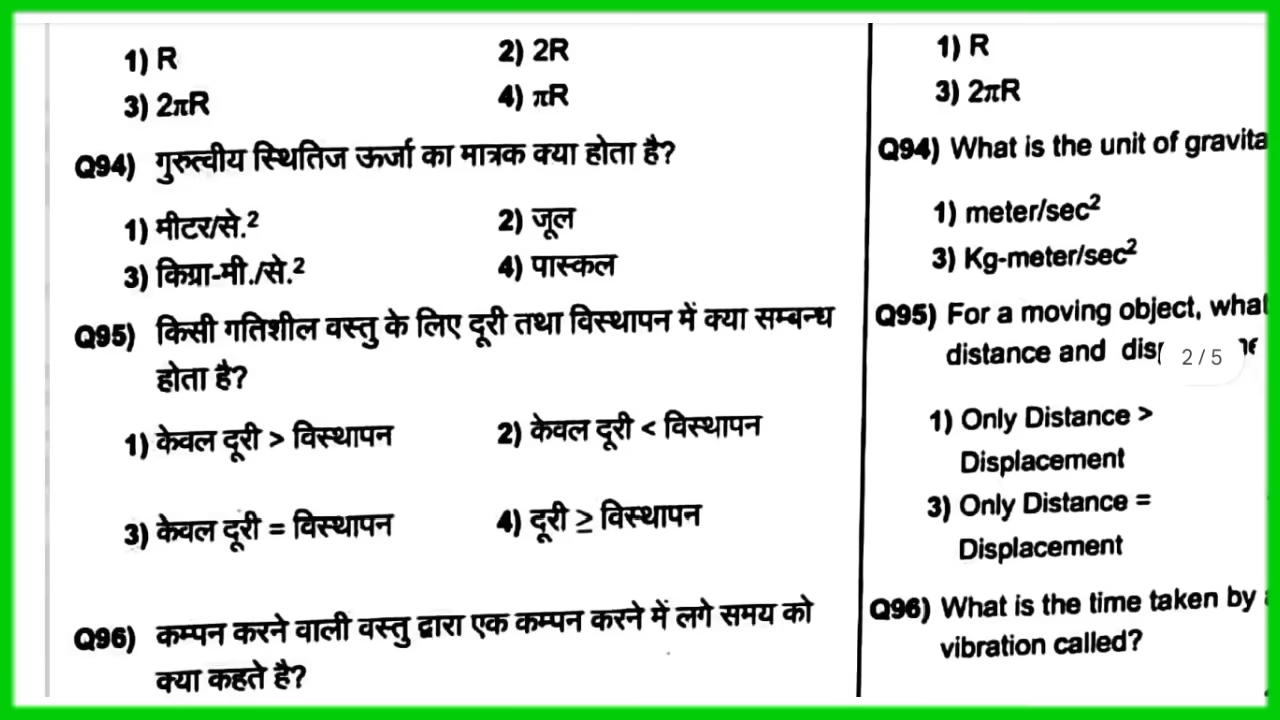 1) R 2) 2R
3) 2πR 4) πR
Q94) गुरुत्वीय स्थितिज ऊर्जा का मात्रक क्या होता है?
1) मीटर/से.² 2) जूल
3) किग्रा-मी./से.² 4) पास्कल
Q95) किसी गतिशील वस्तु के लिए दूरी तथा विस्थापन में क्या सम्बन्ध
होता है?
1) केवल दूरी > विस्थापन 2) केवल दूरी < विस्थापन
3) केवल दूरी = विस्थापन 4) दूरी ≥ विस्थापन
Q96) कम्पन करने वाली वस्तु द्वारा एक कम्पन करने में लगे समय को
क्या कहते है?
1) R
3) 2πR
Q94) What is the unit of gravita
1) meter/sec²
3) Kg-meter/sec²
Q95) For a moving object, what
distance and
2 / 5
1) Only Distance >
Displacement
3) Only Distance =
Displacement
Q96) What is the time taken by
vibration called?